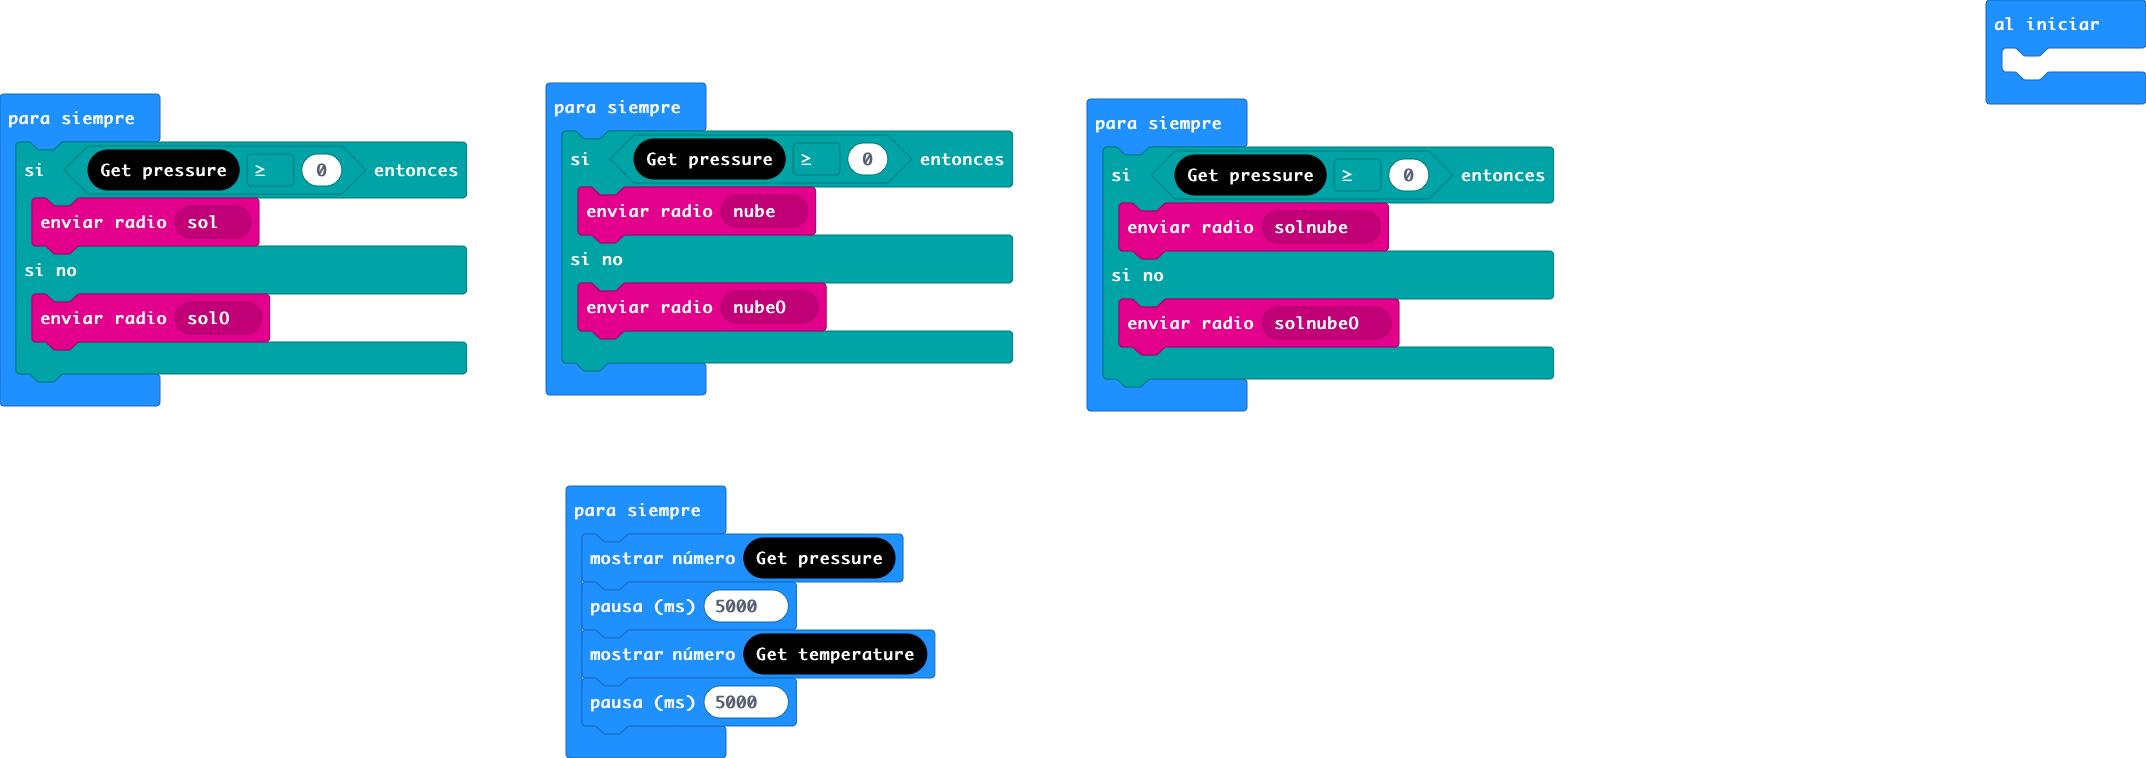 al iniciar
para siempre
si Get pressure ≥ 0 entonces
enviar radio sol
si no
enviar radio solO
para siempre
si Get pressure ≥ 0 entonces
enviar radio nube
si no
enviar radio nubeO
para siempre
si Get pressure ≥ 0 entonces
enviar radio solnube
si no
enviar radio solnubeO
para siempre
mostrar número Get pressure
pausa (ms) 5000
mostrar número Get temperature
pausa (ms) 5000